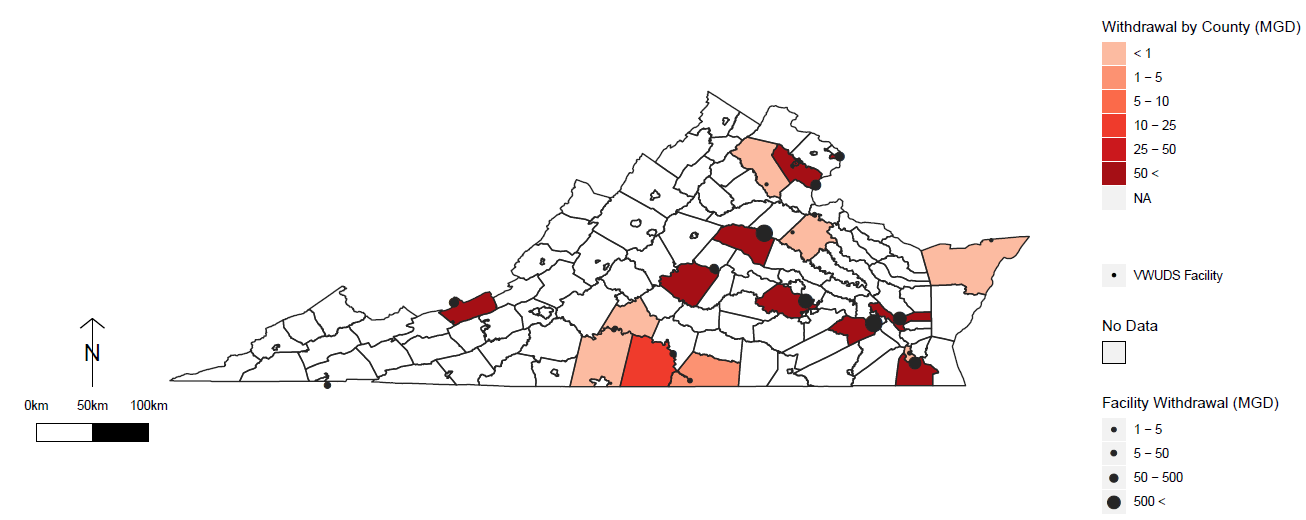 Withdrawal by County (MGD)
< 1
1 − 5
5 − 10
10 − 25
25 − 50
50 <
NA
VWUDS Facility
No Data
Facility Withdrawal (MGD)
1 − 5
5 − 50
50 − 500
500 <
N
0km 50km 100km